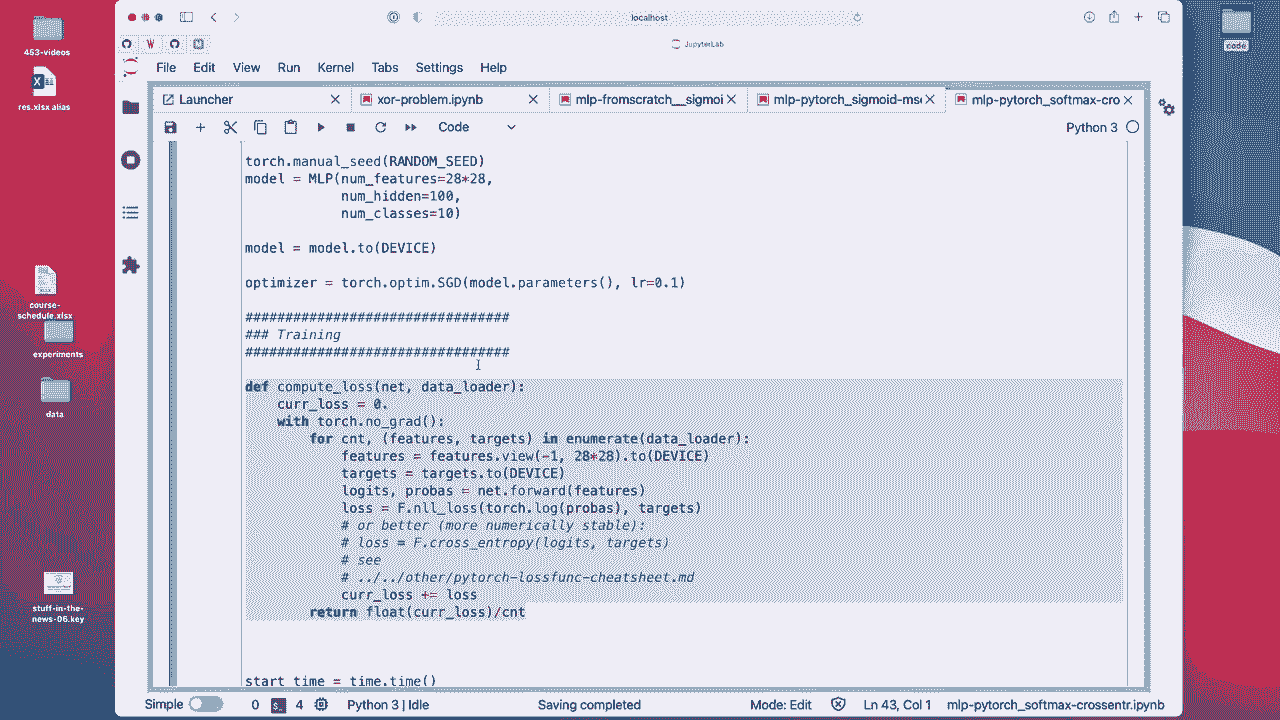 localhost
JupyterLab
File Edit View Run Kernel Tabs Settings Help
Launcher
xor-problem.ipynb
mlp-fromscratch__sigmoi
mlp-pytorch_sigmoid-mse
mlp-pytorch_softmax-cro
Code
Python 3
torch.manual_seed(RANDOM_SEED)
model = MLP(num_features=28*28,
num_hidden=100,
num_classes=10)
model = model.to(DEVICE)
optimizer = torch.optim.SGD(model.parameters(), lr=0.1)
#################################
### Training
#################################
def compute_loss(net, data_loader):
curr_loss = 0.
with torch.no_grad():
for cnt, (features, targets) in enumerate(data_loader):
features = features.view(-1, 28*28).to(DEVICE)
targets = targets.to(DEVICE)
logits, probas = net.forward(features)
loss = F.nll_loss(torch.log(probas), targets)
# or better (more numerically stable):
# loss = F.cross_entropy(logits, targets)
# see
# ../../other/pytorch-lossfunc-cheatsheet.md
curr_loss += loss
return float(curr_loss)/cnt
start_time = time.time()
Simple 0 4 Python 3 | Idle Saving completed Mode: Edit Ln 43, Col 1 mlp-pytorch_softmax-crossentr.ipynb
453-videos
res.xlsx alias
course-
schedule.xlsx
experiments
data
stuff-in-the
news-06.key
code